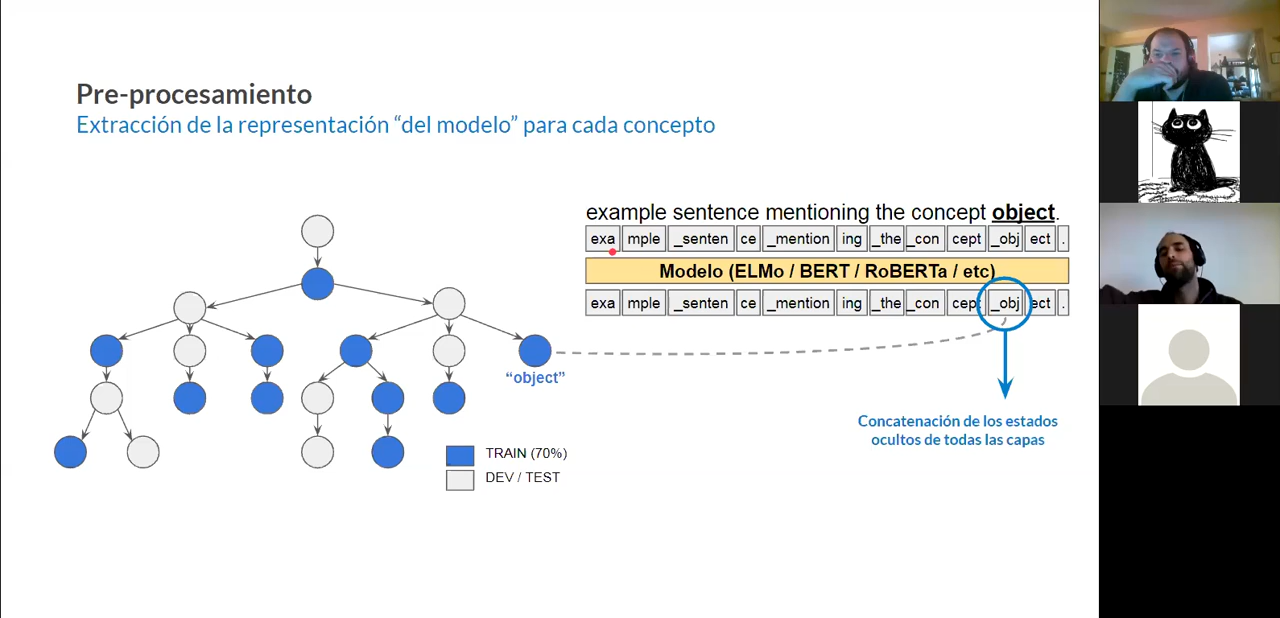 Pre-procesamiento
Extracción de la representación “del modelo” para cada concepto
example sentence mentioning the concept object.
exa mple _senten ce _mention ing _the _con cept _obj ect .
Modelo (ELMo / BERT / RoBERTa / etc)
exa mple _senten ce _mention ing _the _con cept _obj ect .
“object”
Concatenación de los estados
ocultos de todas las capas
TRAIN (70%)
DEV / TEST